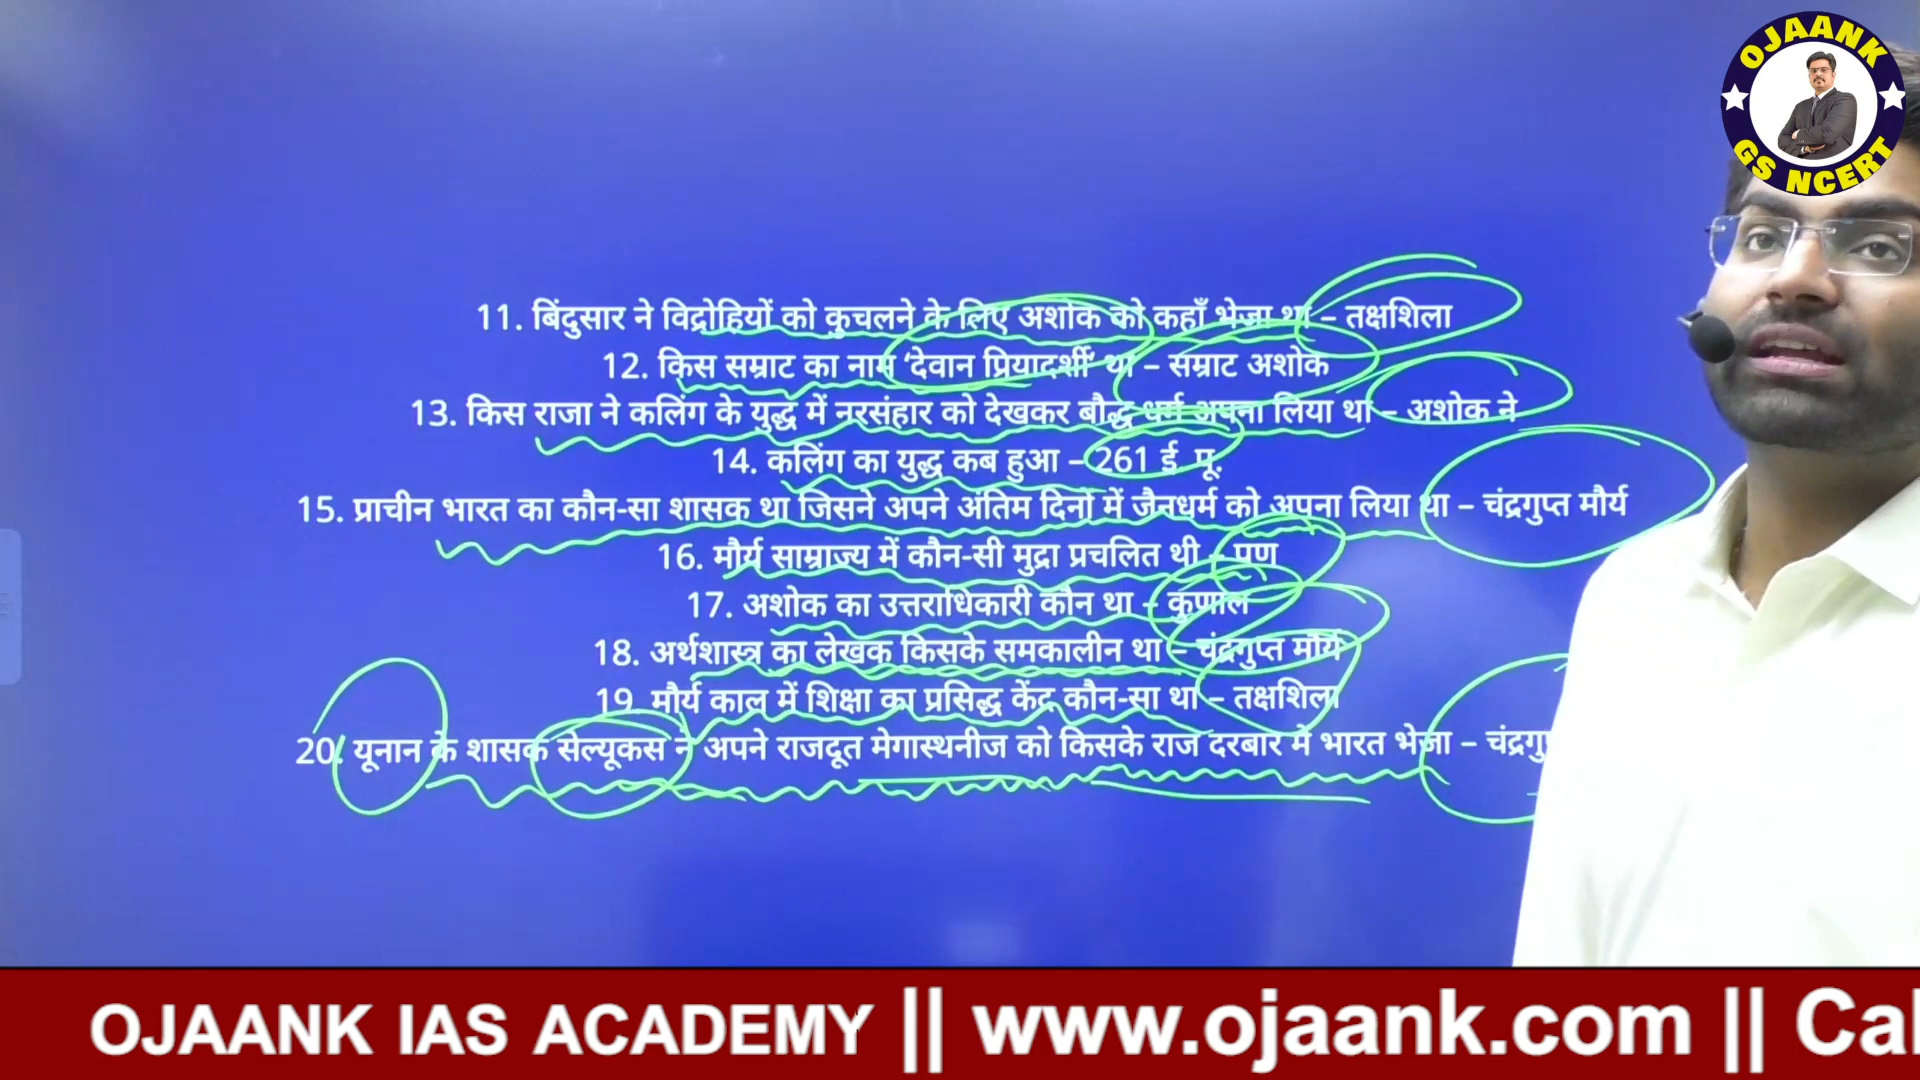 OJAANK
GS NCERT
11. बिंदुसार ने विद्रोहियों को कुचलने के लिए अशोक को कहाँ भेजा था – तक्षशिला
12. किस सम्राट का नाम ‘देवान प्रियादर्शी’ था – सम्राट अशोक
13. किस राजा ने कलिंग के युद्ध में नरसंहार को देखकर बौद्ध धर्म अपना लिया था – अशोक ने
14. कलिंग का युद्ध कब हुआ – 261 ई. पू.
15. प्राचीन भारत का कौन-सा शासक था जिसने अपने अंतिम दिनों में जैनधर्म को अपना लिया था – चंद्रगुप्त मौर्य
16. मौर्य साम्राज्य में कौन-सी मुद्रा प्रचलित थी – पण
17. अशोक का उत्तराधिकारी कौन था – कुणाल
18. अर्थशास्त्र का लेखक किसके समकालीन था – चंद्रगुप्त मौर्य
19. मौर्य काल में शिक्षा का प्रसिद्ध केंद्र कौन-सा था – तक्षशिला
20. यूनान के शासक सेल्यूकस ने अपने राजदूत मेगास्थनीज को किसके राज दरबार में भारत भेजा –
OJAANK IAS ACADEMY || www.ojaank.com ||